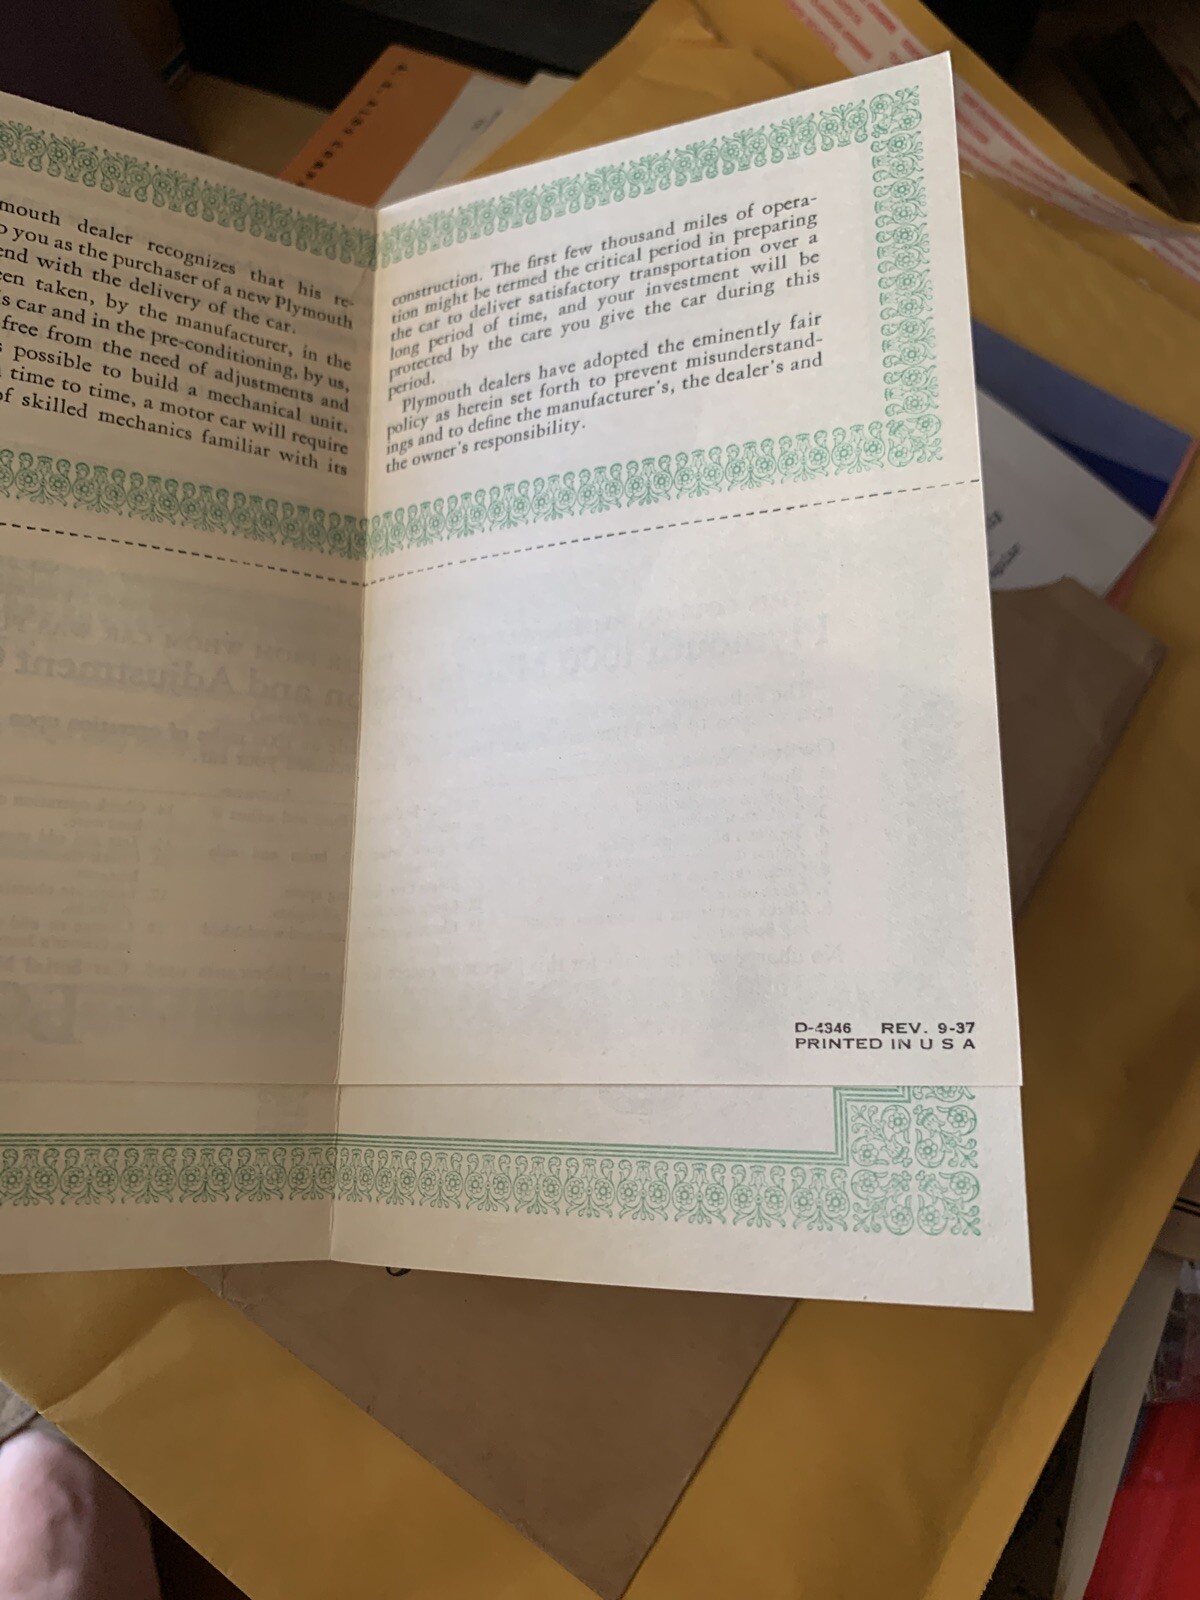 mouth dealer recognizes that his re-
you as the purchaser of a new Plymouth
end with the delivery of the car.
een taken, by the manufacturer, in the
s car and in the pre-conditioning, by us,
free from the need of adjustments and
s possible to build a mechanical unit.
time to time, a motor car will require
of skilled mechanics familiar with its
construction. The first few thousand miles of opera-
tion might be termed the critical period in preparing
the car to deliver satisfactory transportation over a
long period of time, and your investment will be
protected by the care you give the car during this
period.
Plymouth dealers have adopted the eminently fair
policy as herein set forth to prevent misunderstand-
ings and to define the manufacturer's, the dealer's and
the owner's responsibility.
D-4346 REV. 9-37
PRINTED IN U S A